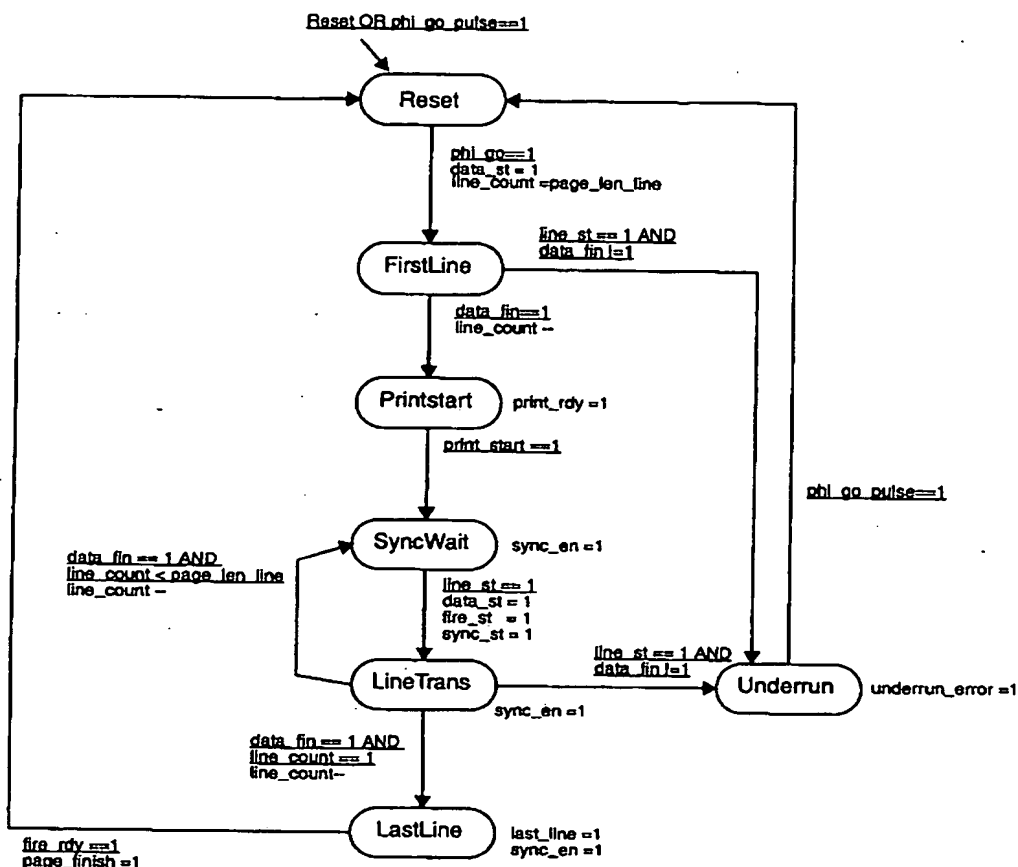 Reset OR phi_go_pulse==1
Reset
phi_go==1
data_st = 1
line_count =page_len_line
line_st == 1 AND
data_fin !=1
FirstLine
data_fin==1
line_count --
Printstart
print_rdy =1
print_start ==1
phi_go_pulse==1
SyncWait
sync_en =1
data_fin == 1 AND
line_count < page_len_line
line_count --
line_st == 1
data_st = 1
fire_st = 1
sync_st = 1
line_st == 1 AND
data_fin !=1
LineTrans
sync_en =1
Underrun
underrun_error =1
data_fin == 1 AND
line_count == 1
line_count--
LastLine
last_line =1
sync_en =1
fire_rdy ==1
page_finish =1